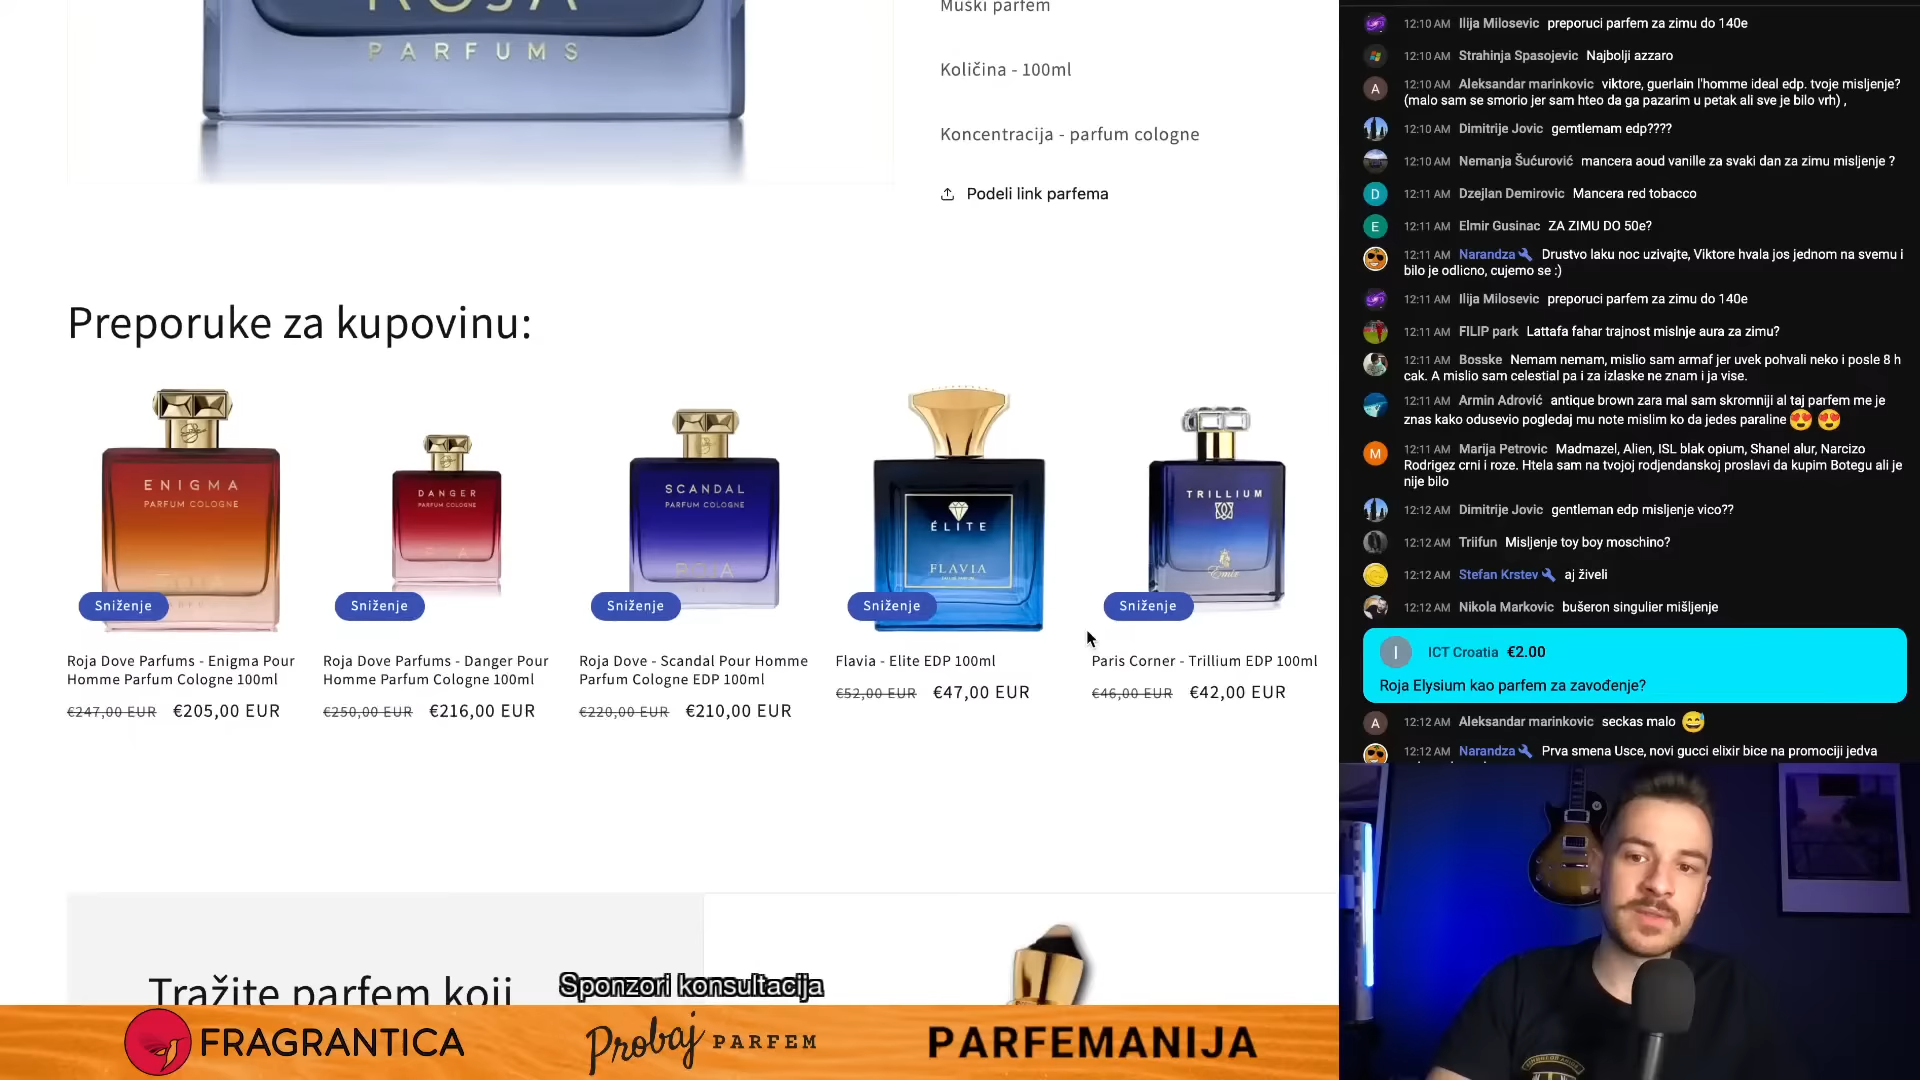 ROJA
PARFUMS
Muški parfem
Količina - 100ml
Koncentracija - parfum cologne
Podeli link parfema
Preporuke za kupovinu:
ENIGMA
PARFUM COLOGNE
Sniženje
Roja Dove Parfums - Enigma Pour
Homme Parfum Cologne 100ml
€247,00 EUR €205,00 EUR
DANGER
PARFUM COLOGNE
Sniženje
Roja Dove Parfums - Danger Pour
Homme Parfum Cologne 100ml
€250,00 EUR €216,00 EUR
SCANDAL
PARFUM COLOGNE
ROJA
Sniženje
Roja Dove - Scandal Pour Homme
Parfum Cologne EDP 100ml
€220,00 EUR €210,00 EUR
ÉLITE
FLAVIA
Sniženje
Flavia - Elite EDP 100ml
€52,00 EUR €47,00 EUR
TRILLIUM
Emir
Sniženje
Paris Corner - Trillium EDP 100ml
€46,00 EUR €42,00 EUR
Tražite parfem koji
Sponzori konsultacija
FRAGRANTICA
Probaj PARFEM
PARFEMANIJA
12:10 AM Ilija Milosevic preporuci parfem za zimu do 140e
12:10 AM Strahinja Spasojevic Najbolji azzaro
A 12:10 AM Aleksandar marinkovic viktore, guerlain l'homme ideal edp. tvoje misljenje?
(malo sam se smorio jer sam hteo da ga pazarim u petak ali sve je bilo vrh) ,
12:10 AM Dimitrije Jovic gemtlemam edp????
12:10 AM Nemanja Šućurović mancera aoud vanille za svaki dan za zimu misljenje ?
D 12:11 AM Dzejlan Demirovic Mancera red tobacco
E 12:11 AM Elmir Gusinac ZA ZIMU DO 50e?
12:11 AM Narandza Drustvo laku noc uzivajte, Viktore hvala jos jednom na svemu i
bilo je odlicno, cujemo se :)
12:11 AM Ilija Milosevic preporuci parfem za zimu do 140e
12:11 AM FILIP park Lattafa fahar trajnost mislnje aura za zimu?
12:11 AM Bosske Nemam nemam, mislio sam armaf jer uvek pohvali neko i posle 8 h
cak. A mislio sam celestial pa i za izlaske ne znam i ja vise.
12:11 AM Armin Adrović antique brown zara mal sam skromniji al taj parfem me je
znas kako odusevio pogledaj mu note mislim ko da jedes paraline 😍 😍
M 12:11 AM Marija Petrovic Madmazel, Alien, ISL blak opium, Shanel alur, Narcizo
Rodrigez crni i roze. Htela sam na tvojoj rodjendanskoj proslavi da kupim Botegu ali je
nije bilo
12:12 AM Dimitrije Jovic gentleman edp misljenje vico??
12:12 AM Triifun Misljenje toy boy moschino?
12:12 AM Stefan Krstev aj živeli
12:12 AM Nikola Markovic bušeron singulier mišljenje
I ICT Croatia €2.00
Roja Elysium kao parfem za zavođenje?
A 12:12 AM Aleksandar marinkovic seckas malo 😅
12:12 AM Narandza Prva smena Usce, novi gucci elixir bice na promociji jedva